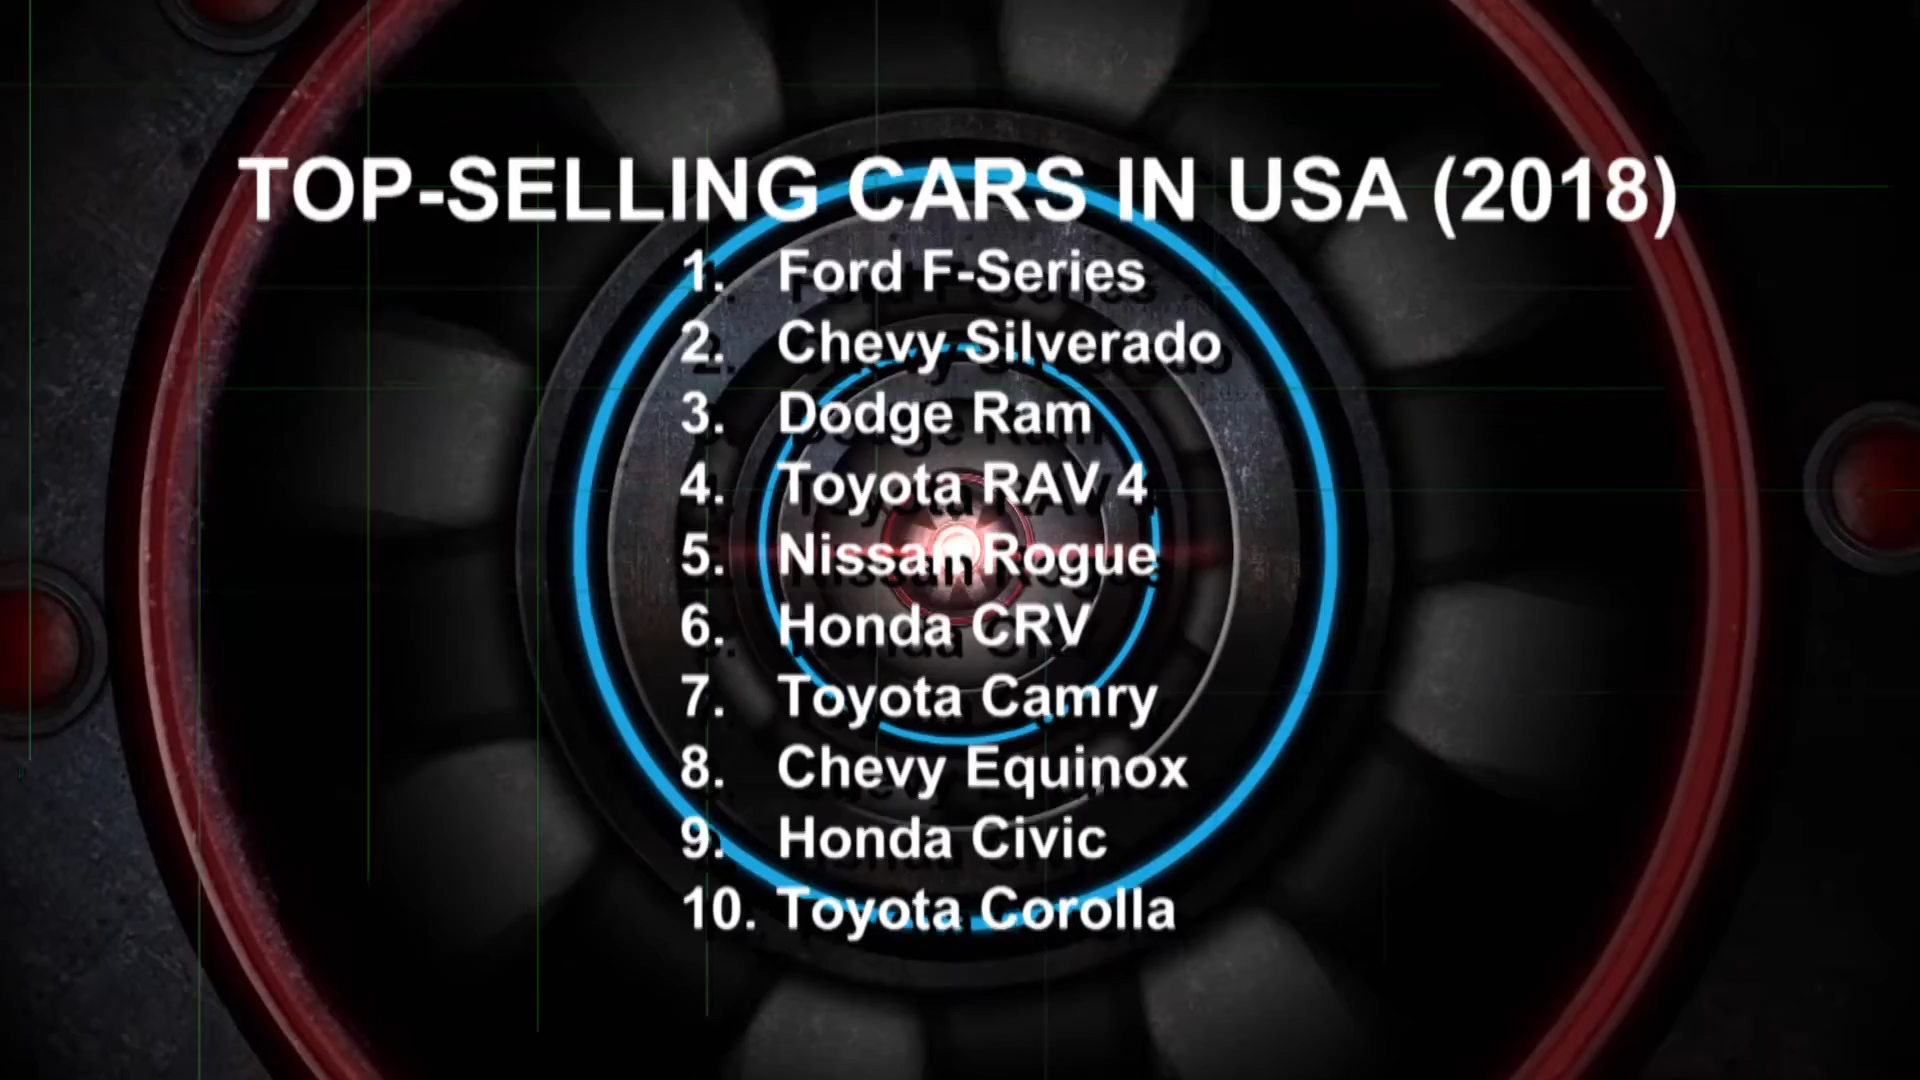 TOP-SELLING CARS IN USA (2018)
1. Ford F-Series
2. Chevy Silverado
3. Dodge Ram
4. Toyota RAV 4
5. Nissan Rogue
6. Honda CRV
7. Toyota Camry
8. Chevy Equinox
9. Honda Civic
10. Toyota Corolla